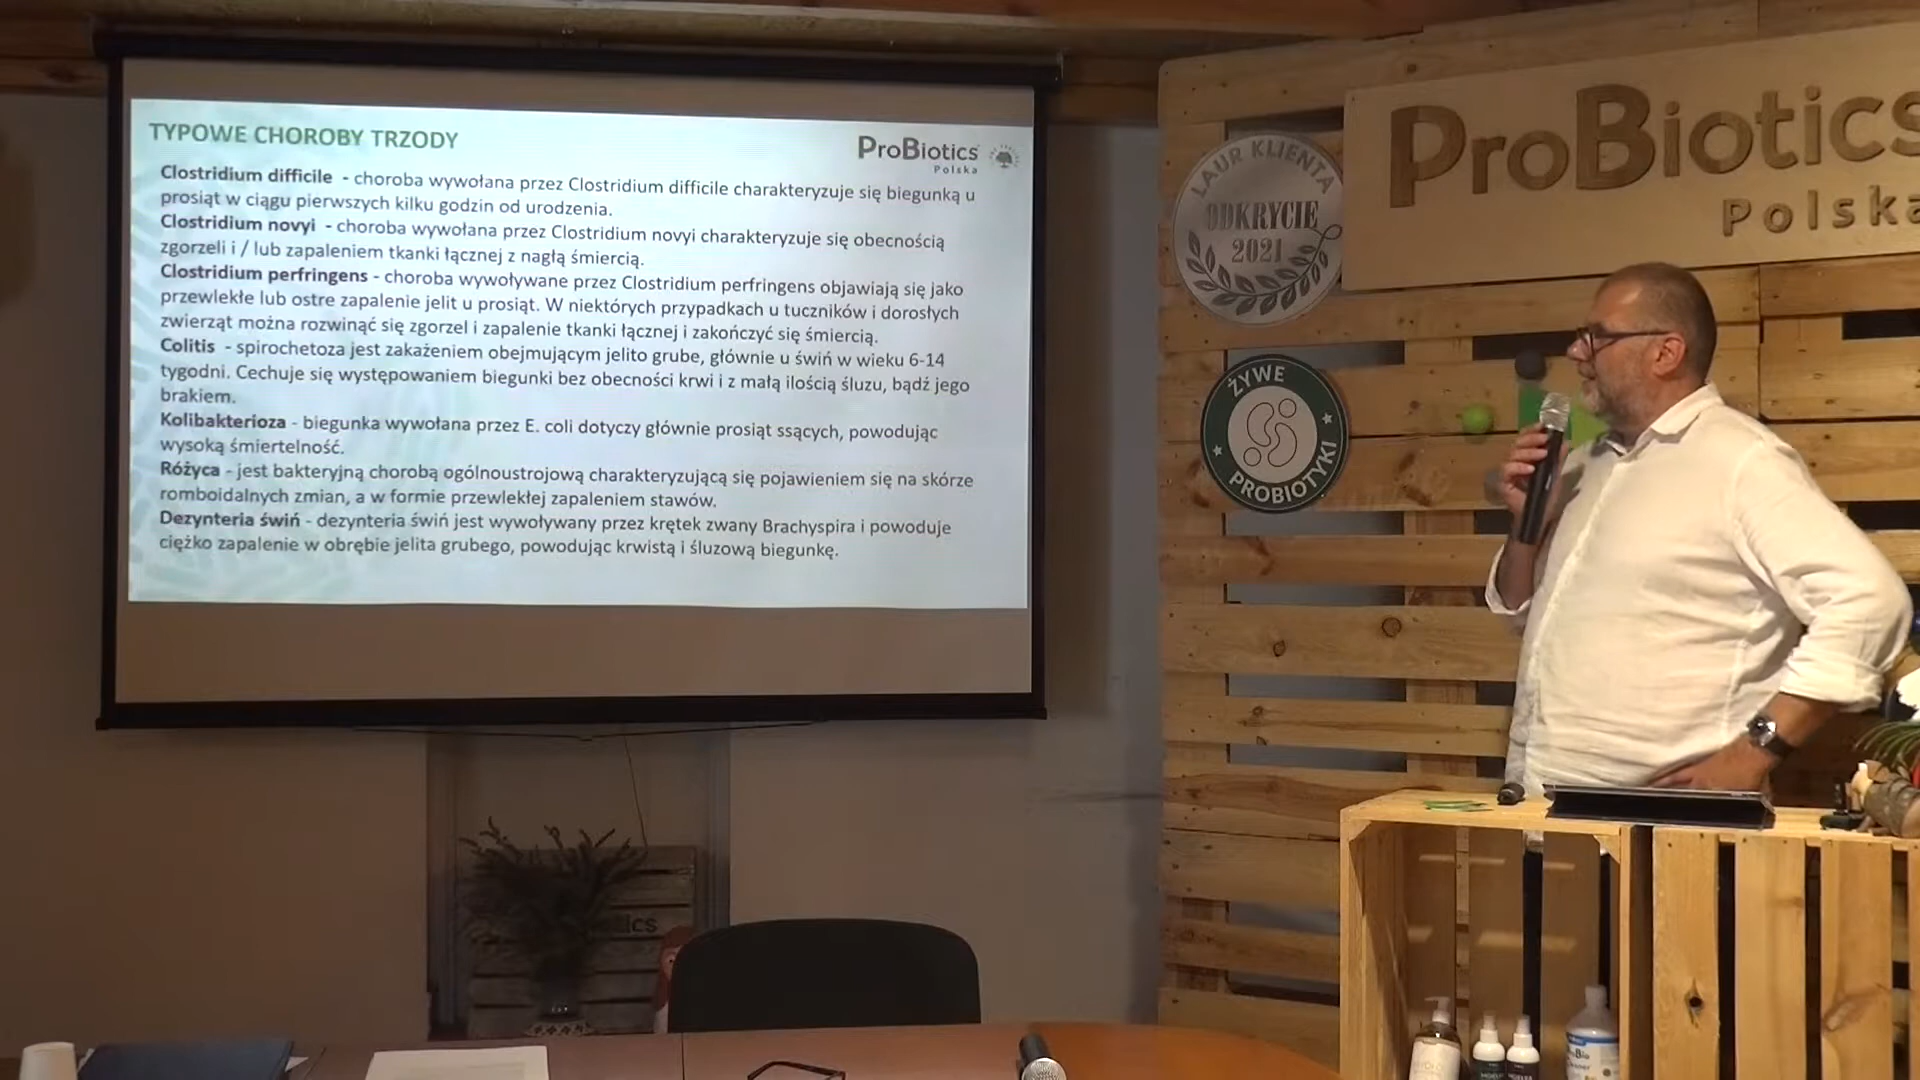 TYPOWE CHOROBY TRZODY
ProBiotics
Polska
Clostridium difficile - choroba wywołana przez Clostridium difficile charakteryzuje się biegunką u
prosiąt w ciągu pierwszych kilku godzin od urodzenia.
Clostridium novyi - choroba wywołana przez Clostridium novyi charakteryzuje się obecnością
zgorzeli i / lub zapaleniem tkanki łącznej z nagłą śmiercią.
Clostridium perfringens - choroba wywoływane przez Clostridium perfringens objawiają się jako
przewlekłe lub ostre zapalenie jelit u prosiąt. W niektórych przypadkach u tuczników i dorosłych
zwierząt można rozwinąć się zgorzel i zapalenie tkanki łącznej i zakończyć się śmiercią.
Colitis - spirochetoza jest zakażeniem obejmującym jelito grube, głównie u świń w wieku 6-14
tygodni. Cechuje się występowaniem biegunki bez obecności krwi i z małą ilością śluzu, bądź jego
brakiem.
Kolibakterioza - biegunka wywołana przez E. coli dotyczy głównie prosiąt ssących, powodując
wysoką śmiertelność.
Różyca - jest bakteryjną chorobą ogólnoustrojową charakteryzującą się pojawieniem się na skórze
romboidalnych zmian, a w formie przewlekłej zapaleniem stawów.
Dezynteria świń - dezynteria świń jest wywoływany przez krętek zwany Brachyspira i powoduje
ciężko zapalenie w obrębie jelita grubego, powodując krwistą i śluzową biegunkę.
LAUR KLIENTA
ODKRYCIE
2021
ProBiotics
Polska
ŻYWE
PROBIOTYKI